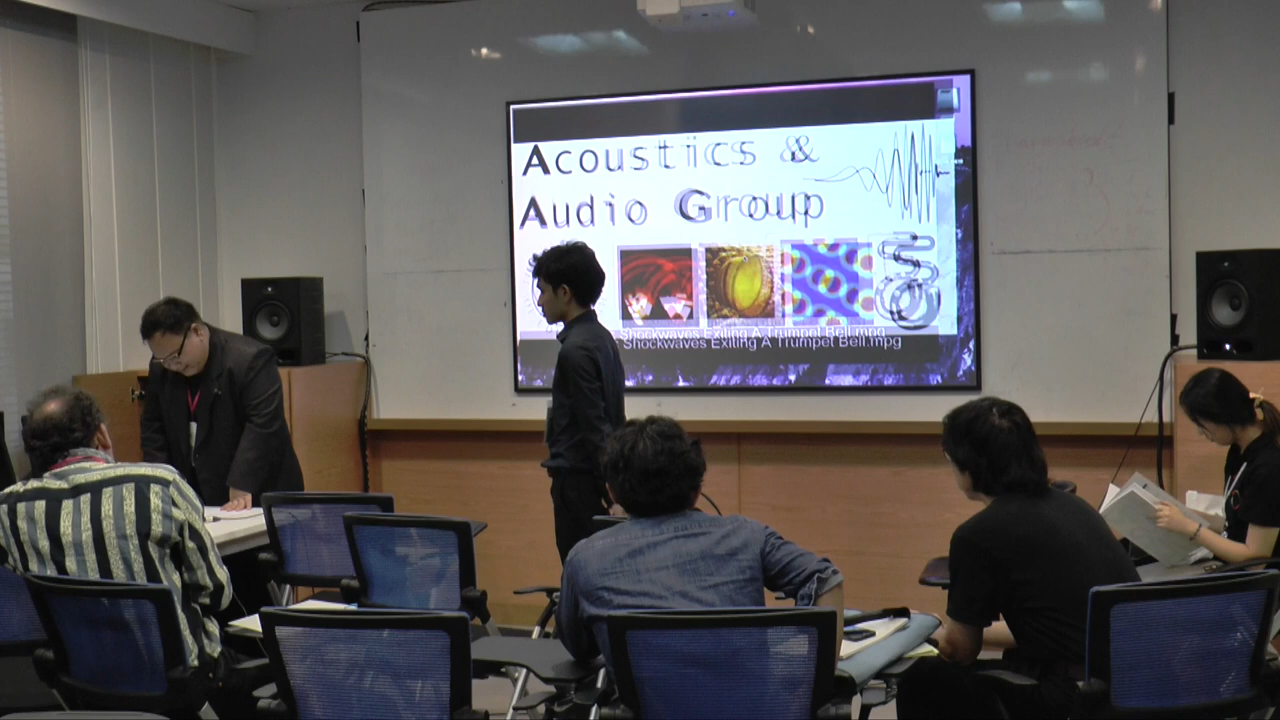 Acoustics &
Audio Group
Shockwaves Exiting A Trumpet Bell.mpg
Shockwaves Exiting A Trumpet Bell.mpg